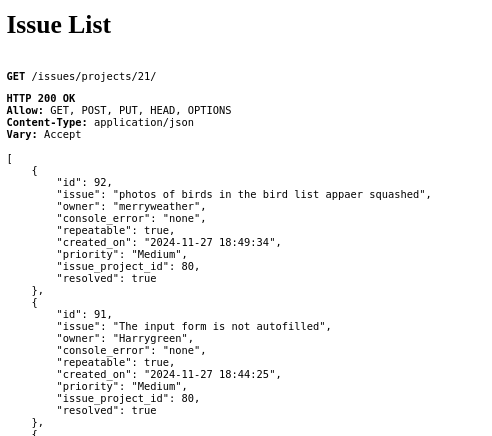 Issue List
GET /issues/projects/21/
HTTP 200 OK
Allow: GET, POST, PUT, HEAD, OPTIONS
Content-Type: application/json
Vary: Accept
[
    {
        "id": 92,
        "issue": "photos of birds in the bird list appaer squashed",
        "owner": "merryweather",
        "console_error": "none",
        "repeatable": true,
        "created_on": "2024-11-27 18:49:34",
        "priority": "Medium",
        "issue_project_id": 80,
        "resolved": true
    },
    {
        "id": 91,
        "issue": "The input form is not autofilled",
        "owner": "Harrygreen",
        "console_error": "none",
        "repeatable": true,
        "created_on": "2024-11-27 18:44:25",
        "priority": "Medium",
        "issue_project_id": 80,
        "resolved": true
    },
    {